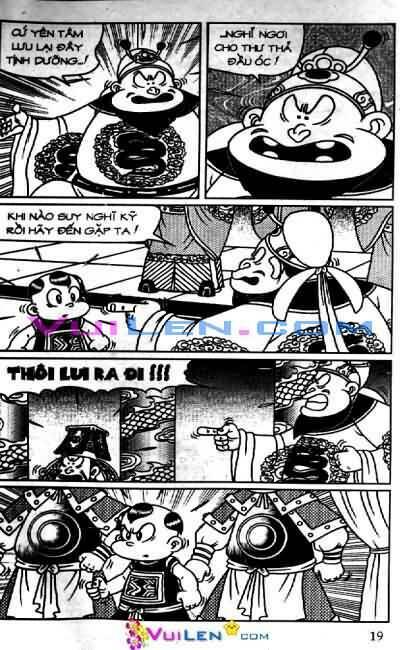 CỨ YÊN TÂM
LƯU LẠI ĐÂY
TỊNH DƯỠNG...!
...NGHỈ NGƠI
CHO THƯ THẢ
ĐẦU ÓC!
KHI NÀO SUY NGHĨ KỸ
RỒI HÃY ĐẾN GẶP TA!
VUILEN.COM
THÔI LUI RA ĐI!!!
19
VUILEN.COM